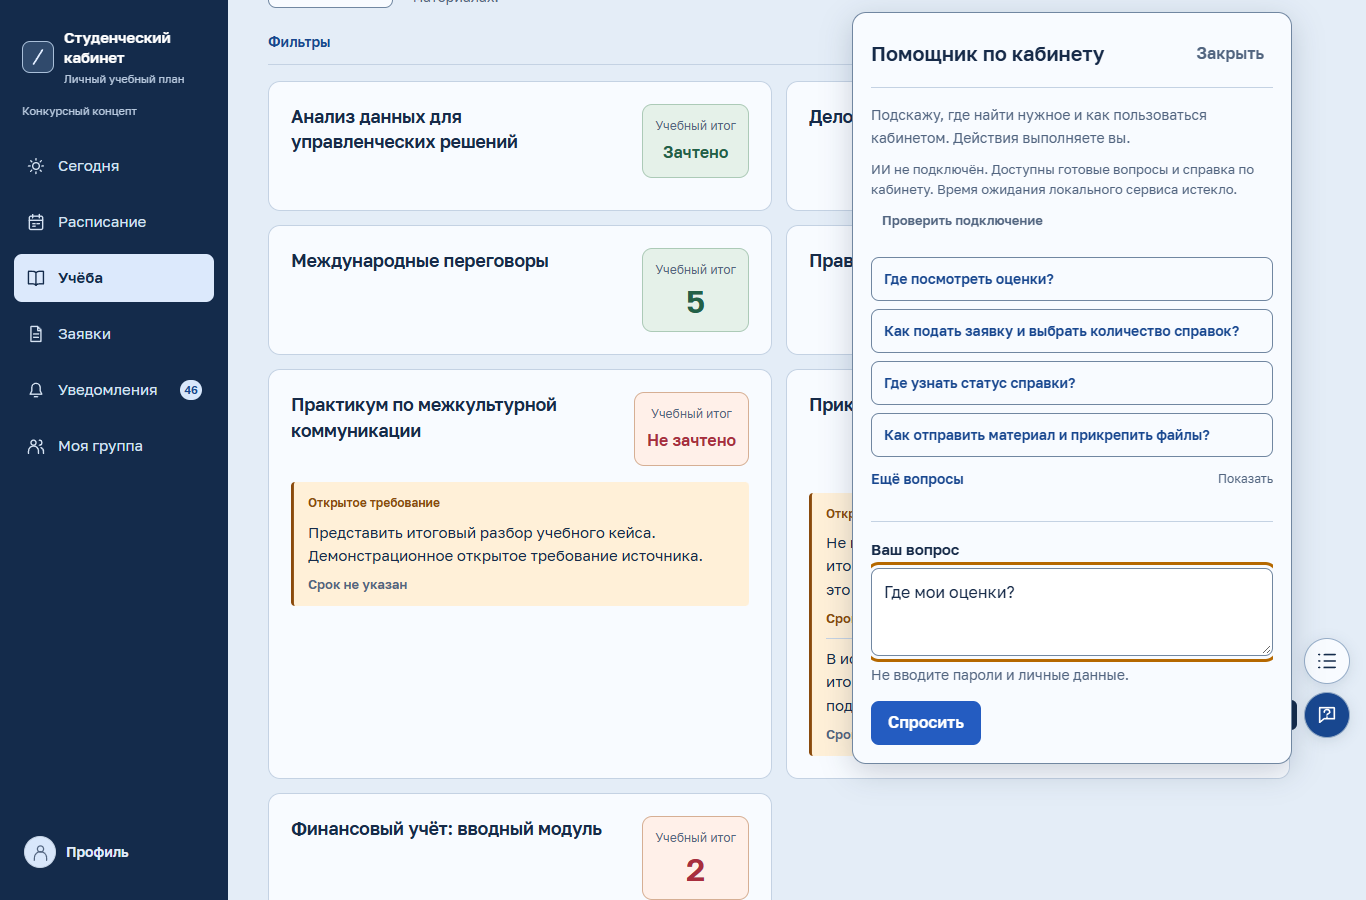 Студенческий
кабинет
Личный учебный план
Конкурсный концепт
Сегодня
Расписание
Учёба
Заявки
Уведомления 46
Моя группа
Профиль
Фильтры
Анализ данных для
управленческих решений
Учебный итог
Зачтено
Международные переговоры
Учебный итог
5
Практикум по межкультурной
коммуникации
Учебный итог
Не зачтено
Открытое требование
Представить итоговый разбор учебного кейса.
Демонстрационное открытое требование источника.
Срок не указан
Финансовый учёт: вводный модуль
Учебный итог
2
Помощник по кабинету
Закрыть
Подскажу, где найти нужное и как пользоваться
кабинетом. Действия выполняете вы.
ИИ не подключён. Доступны готовые вопросы и справка по
кабинету. Время ожидания локального сервиса истекло.
Проверить подключение
Где посмотреть оценки?
Как подать заявку и выбрать количество справок?
Где узнать статус справки?
Как отправить материал и прикрепить файлы?
Ещё вопросы
Показать
Ваш вопрос
Где мои оценки?
Не вводите пароли и личные данные.
Спросить